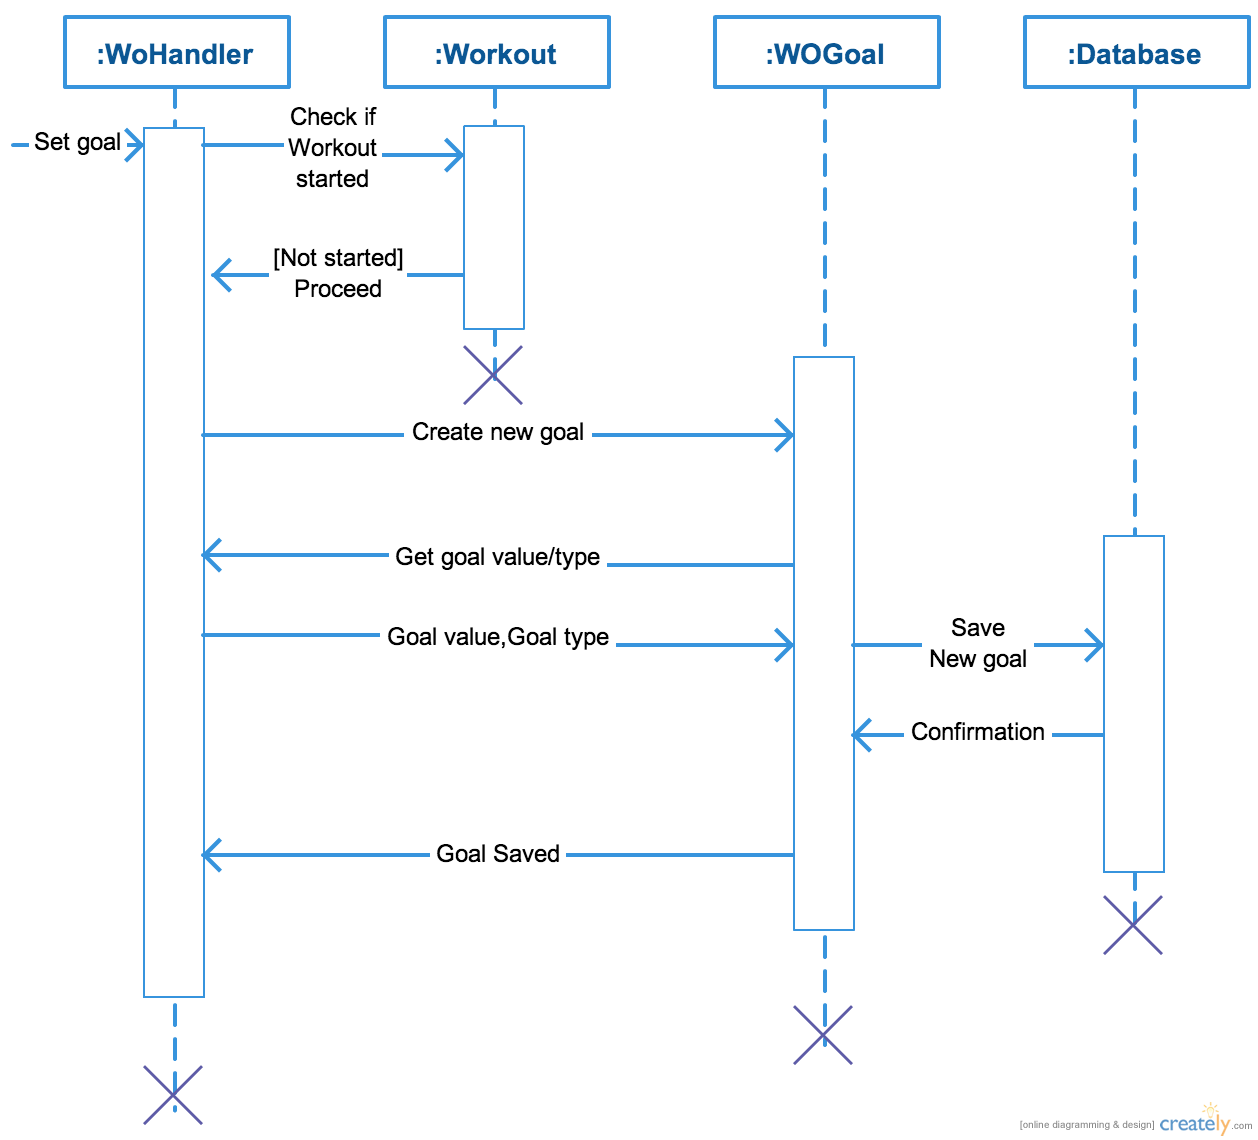 :WoHandler
:Workout
:WOGoal
:Database
Set goal
Check if
Workout
started
[Not started]
Proceed
Create new goal
Get goal value/type
Goal value,Goal type
Save
New goal
Confirmation
Goal Saved
[online diagramming & design] creately.com